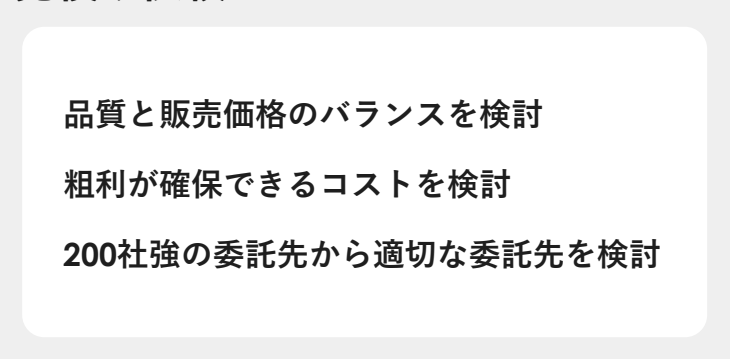 品質と販売価格のバランスを検討
粗利が確保できるコストを検討
200社強の委託先から適切な委託先を検討